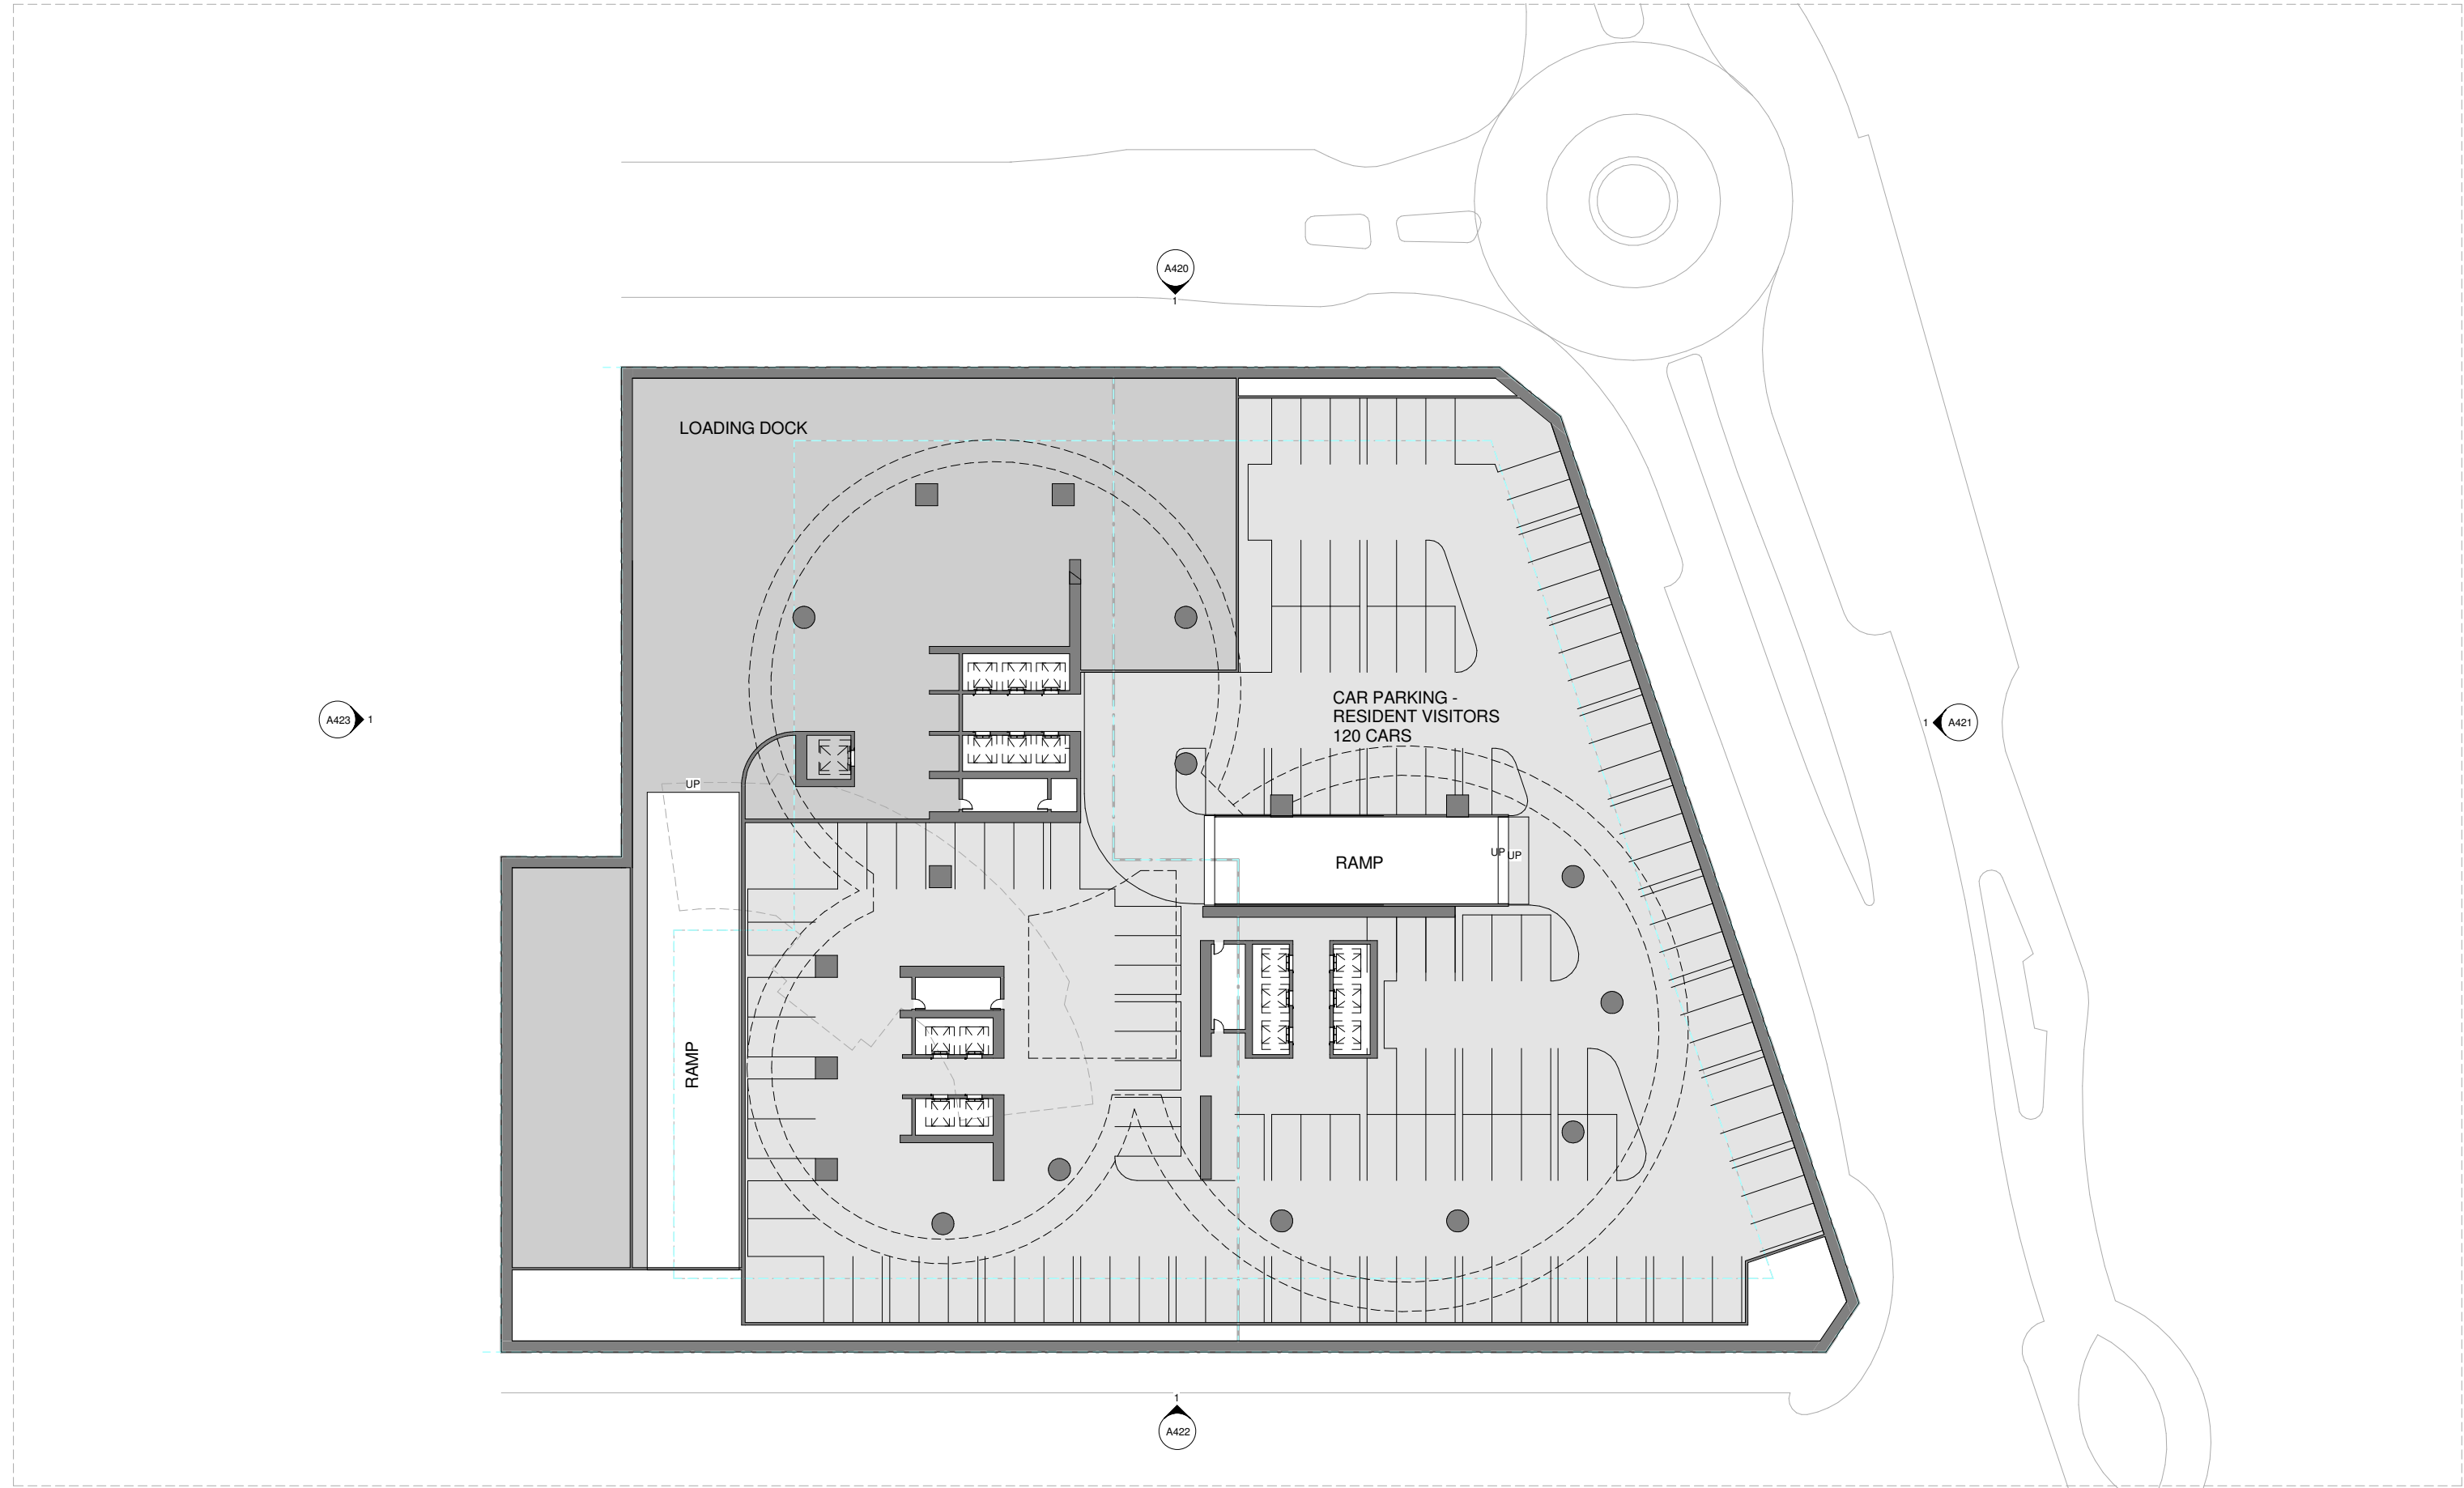 A420
1
LOADING DOCK
CAR PARKING -
RESIDENT VISITORS
120 CARS
A423
1
1
A421
UP
RAMP
UP
UP
RAMP
1
A422